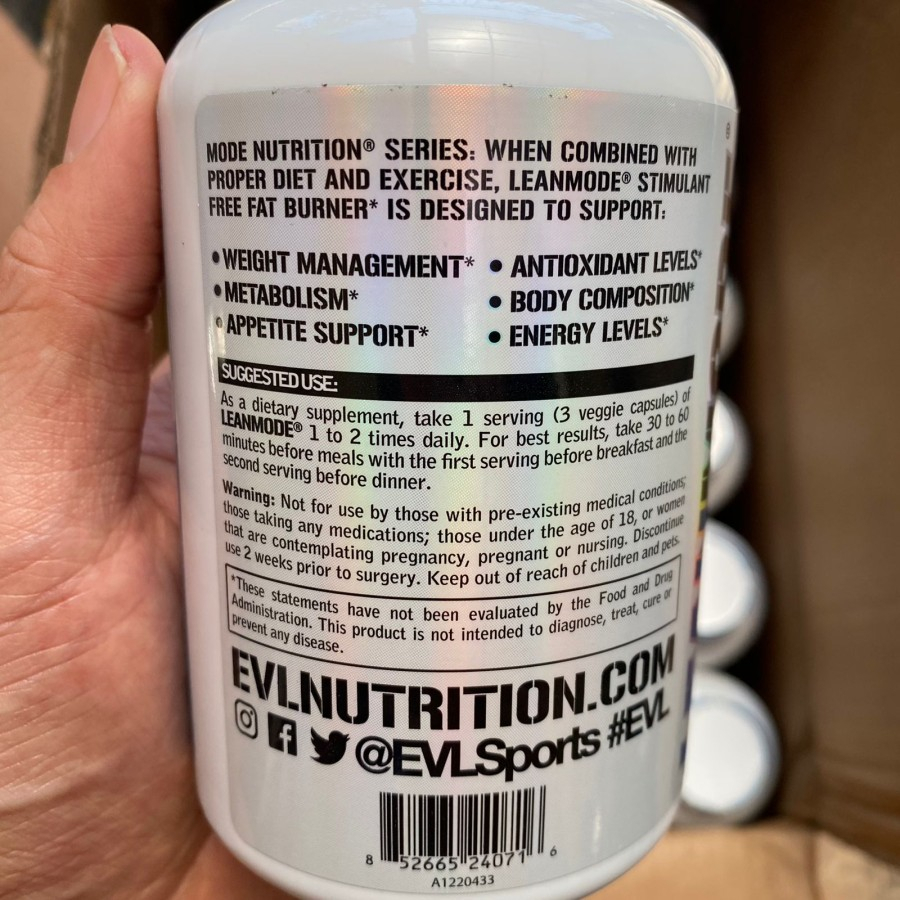 MODE NUTRITION® SERIES: WHEN COMBINED WITH
PROPER DIET AND EXERCISE, LEANMODE® STIMULANT
FREE FAT BURNER* IS DESIGNED TO SUPPORT:
• WEIGHT MANAGEMENT* • ANTIOXIDANT LEVELS*
• METABOLISM* • BODY COMPOSITION*
• APPETITE SUPPORT* • ENERGY LEVELS*
SUGGESTED USE:
As a dietary supplement, take 1 serving (3 veggie capsules) of
LEANMODE® 1 to 2 times daily. For best results, take 30 to 60
minutes before meals with the first serving before breakfast and the
second serving before dinner.
Warning: Not for use by those with pre-existing medical conditions;
those taking any medications; those under the age of 18, or women
that are contemplating pregnancy, pregnant or nursing. Discontinue
use 2 weeks prior to surgery. Keep out of reach of children and pets.
*These statements have not been evaluated by the Food and Drug
Administration. This product is not intended to diagnose, treat, cure or
prevent any disease.
EVLNUTRITION.COM
@EVLSports #EVL
8 52665 24071 6
A1220433